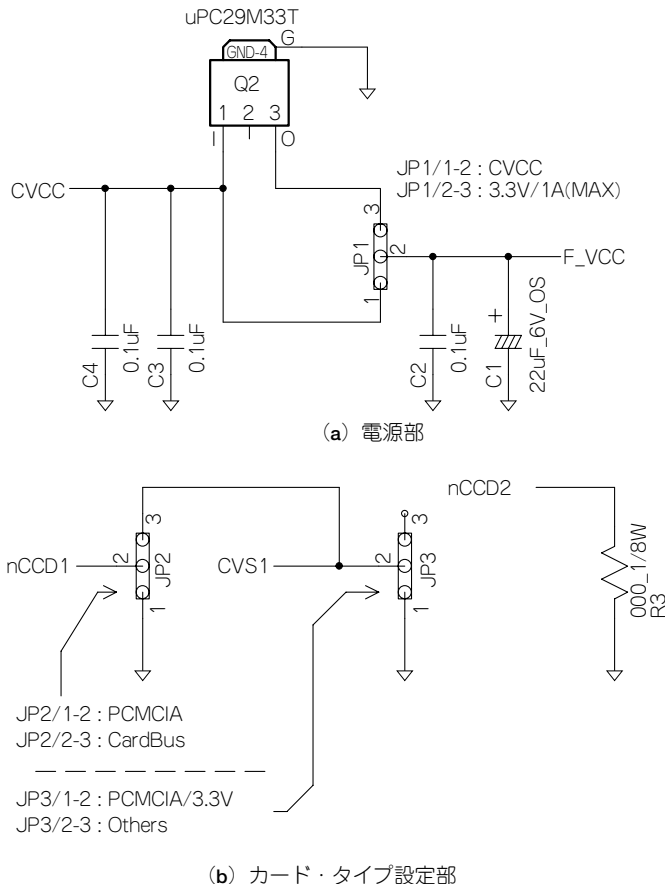 uPC29M33T
G
GND-4
Q2
1 2 3
I O
CVCC
JP1/1-2 : CVCC
JP1/2-3 : 3.3V/1A(MAX)
3
JP1
2
1
F_VCC
C4
0.1uF
C3
0.1uF
C2
0.1uF
+
C1
22uF_6V_OS
(a) 電源部
nCCD2
3
nCCD1
2
JP2
1
CVS1
3
2
JP3
1
000_1/8W
R3
JP2/1-2 : PCMCIA
JP2/2-3 : CardBus
JP3/1-2 : PCMCIA/3.3V
JP3/2-3 : Others
(b) カード・タイプ設定部